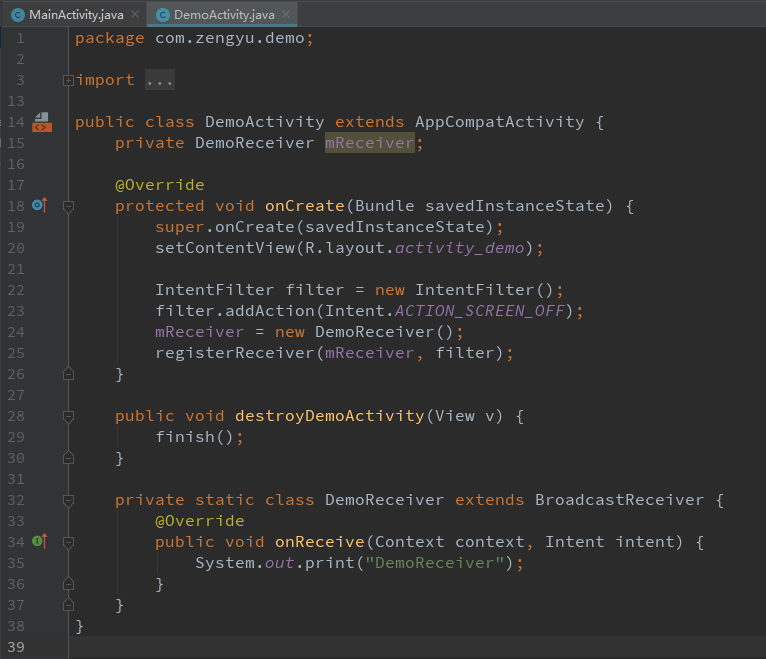 MainActivity.java DemoActivity.java
1 package com.zengyu.demo;
2
3 import ...
13
14 public class DemoActivity extends AppCompatActivity {
15     private DemoReceiver mReceiver;
16
17     @Override
18     protected void onCreate(Bundle savedInstanceState) {
19         super.onCreate(savedInstanceState);
20         setContentView(R.layout.activity_demo);
21
22         IntentFilter filter = new IntentFilter();
23         filter.addAction(Intent.ACTION_SCREEN_OFF);
24         mReceiver = new DemoReceiver();
25         registerReceiver(mReceiver, filter);
26     }
27
28     public void destroyDemoActivity(View v) {
29         finish();
30     }
31
32     private static class DemoReceiver extends BroadcastReceiver {
33         @Override
34         public void onReceive(Context context, Intent intent) {
35             System.out.print("DemoReceiver");
36         }
37     }
38 }
39